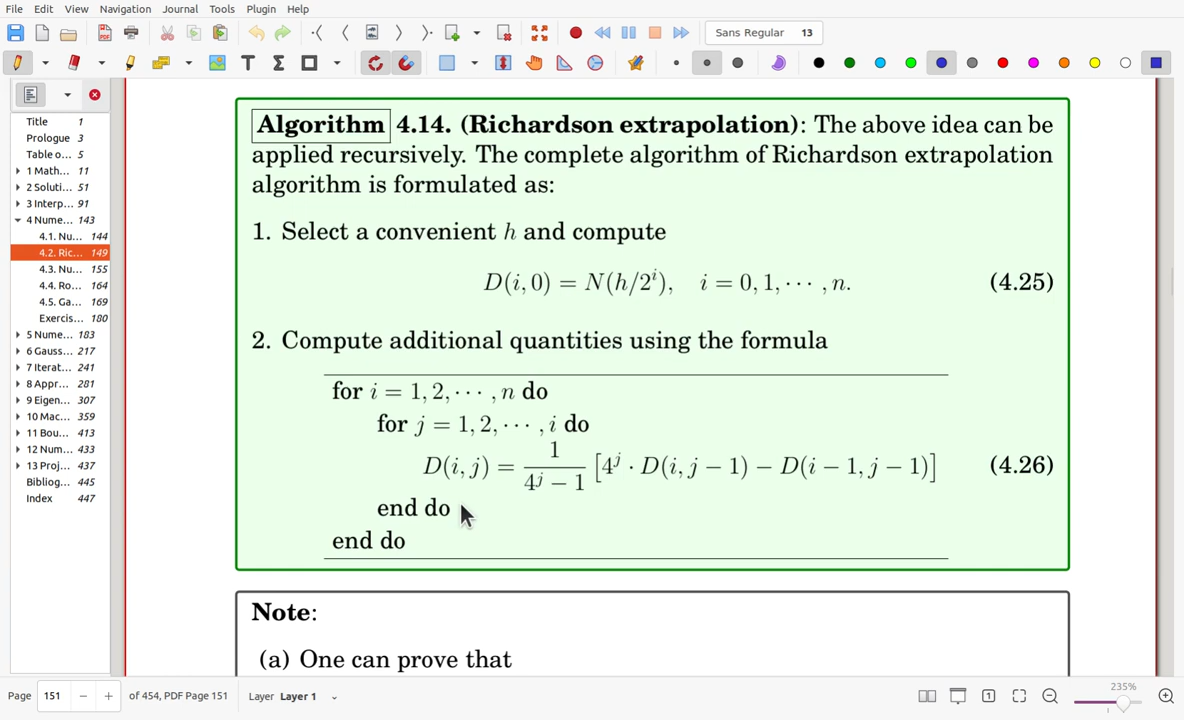 File Edit View Navigation Journal Tools Plugin Help
Sans Regular 13
Title 1
Prologue 3
Table o... 5
1 Math... 11
2 Soluti... 51
3 Interp... 91
4 Nume... 143
4.1. Nu... 144
4.2. Ric... 149
4.3. Nu... 155
4.4. Ro... 164
4.5. Ga... 169
Exercis... 180
5 Nume... 183
6 Gauss... 217
7 Iterat... 241
8 Appr... 281
9 Eigen... 307
10 Mac... 359
11 Bou... 413
12 Num... 433
13 Proj... 437
Bibliog... 445
Index 447
Algorithm 4.14. (Richardson extrapolation): The above idea can be
applied recursively. The complete algorithm of Richardson extrapolation
algorithm is formulated as:
1. Select a convenient h and compute
D(i, 0) = N(h/2^i), i = 0, 1, ··· , n. (4.25)
2. Compute additional quantities using the formula
for i = 1, 2, ··· , n do
for j = 1, 2, ··· , i do
D(i, j) = 1/(4^j − 1) [4^j · D(i, j − 1) − D(i − 1, j − 1)] (4.26)
end do
end do
Note:
(a) One can prove that
Page 151 of 454, PDF Page 151 Layer Layer 1 235%